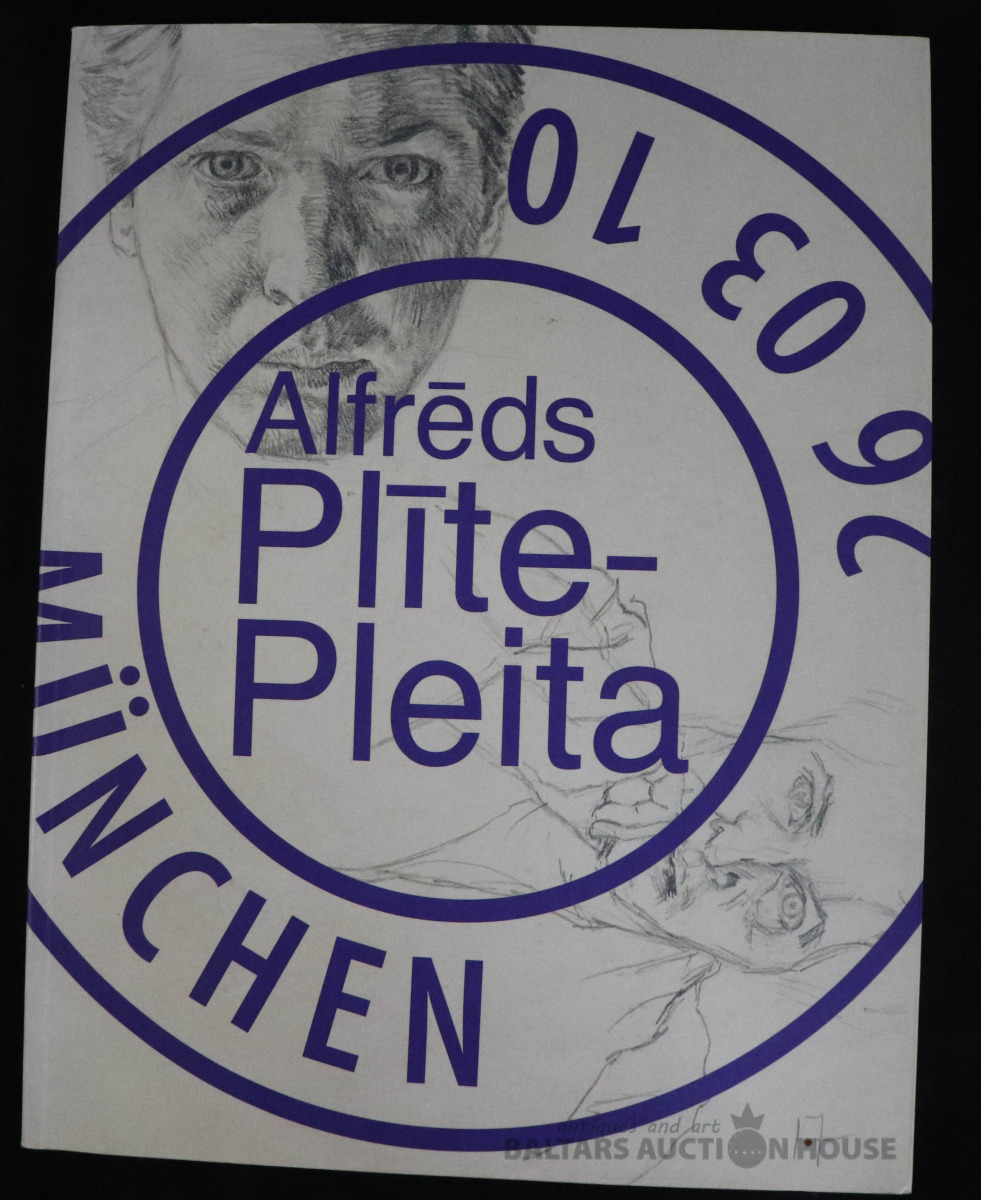 Alfrēds
Plīte-
Pleita
MÜNCHEN 26 03 10
antiques and art
BALTARS AUCTION HOUSE